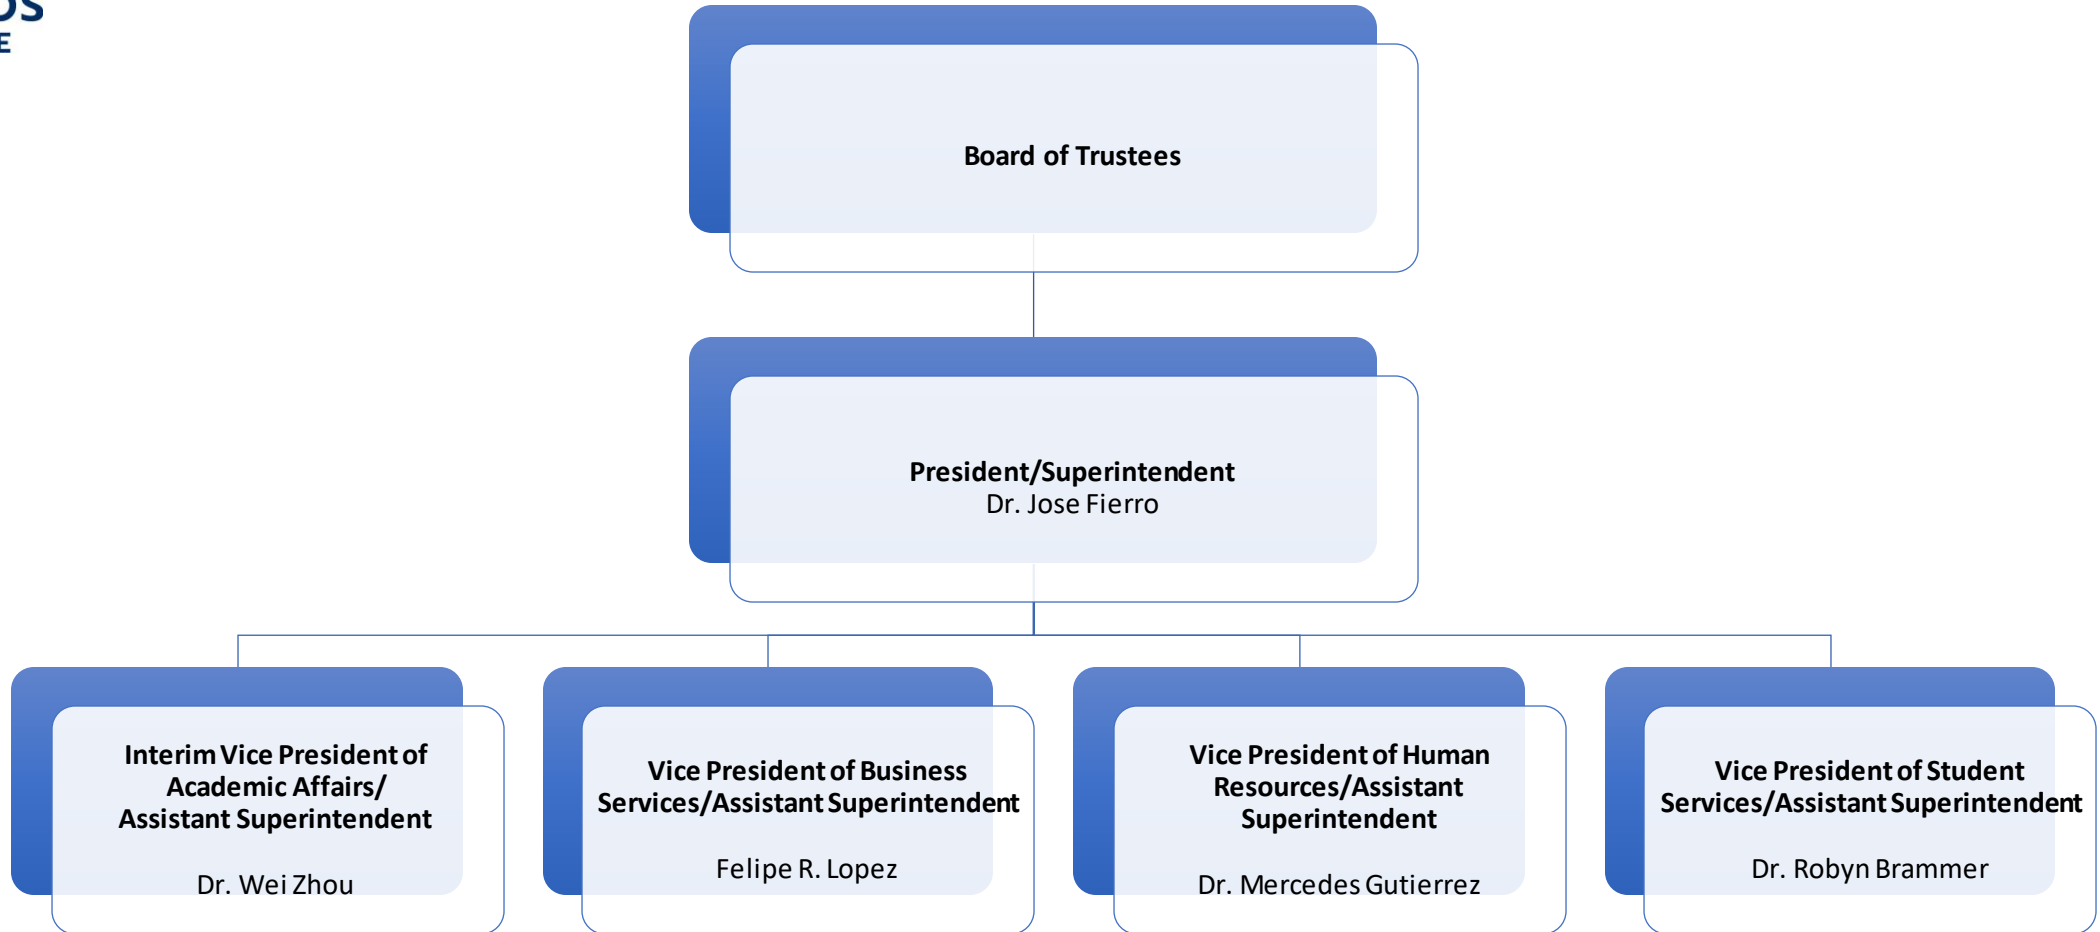 OS
E
Board of Trustees
President/Superintendent
Dr. Jose Fierro
Interim Vice President of
Academic Affairs/
Assistant Superintendent
Dr. Wei Zhou
Vice President of Business
Services/Assistant Superintendent
Felipe R. Lopez
Vice President of Human
Resources/Assistant
Superintendent
Dr. Mercedes Gutierrez
Vice President of Student
Services/Assistant Superintendent
Dr. Robyn Brammer